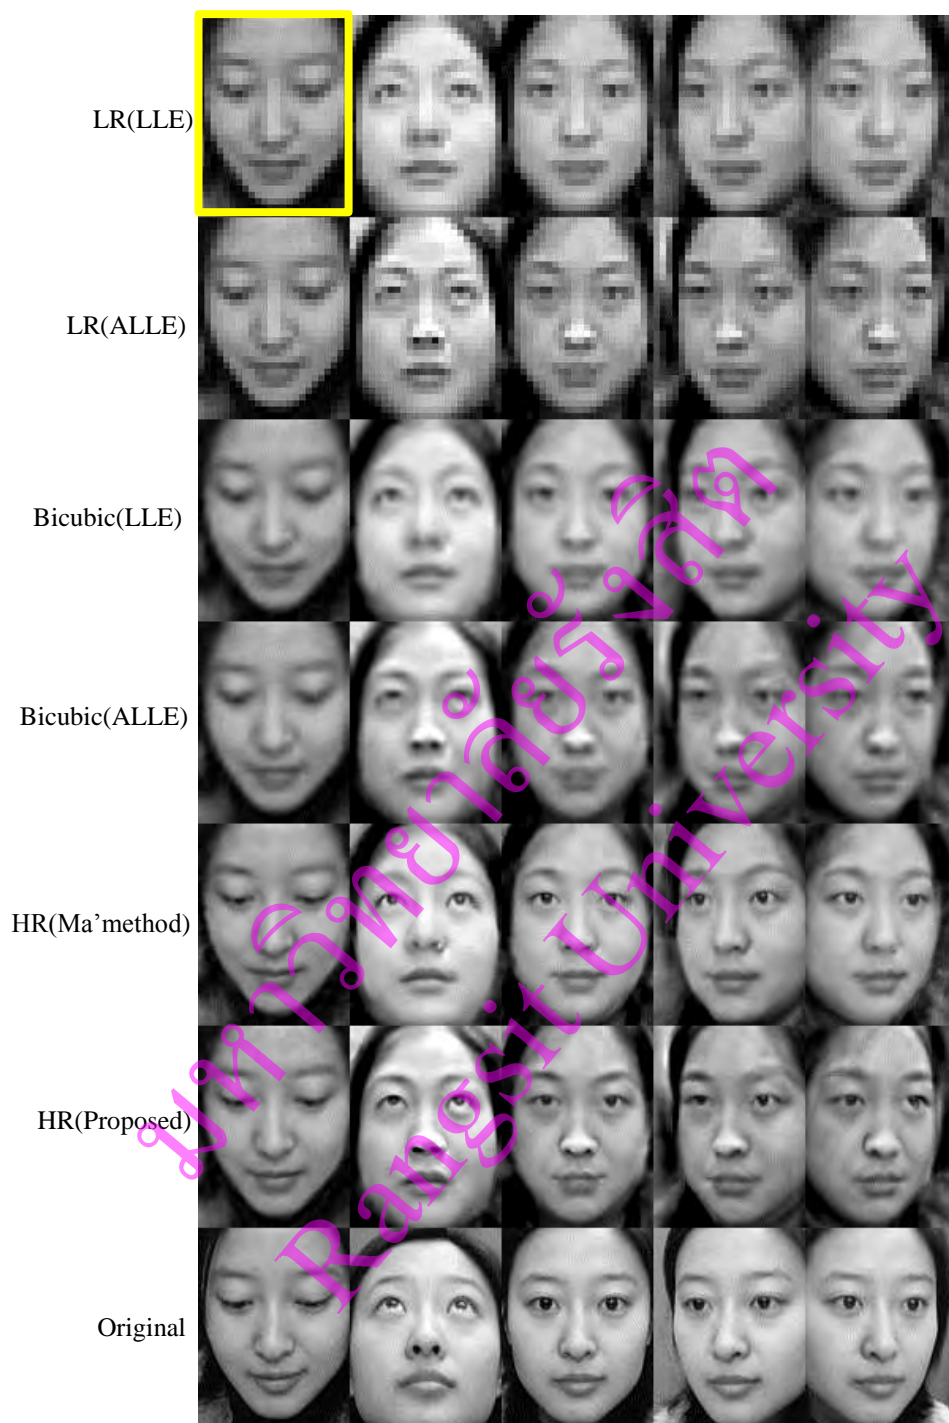 LR(LLE)
LR(ALLE)
Bicubic(LLE)
Bicubic(ALLE)
HR(Ma’method)
HR(Proposed)
Original
มหาวิทยาลัยรังสิต
Rangsit University